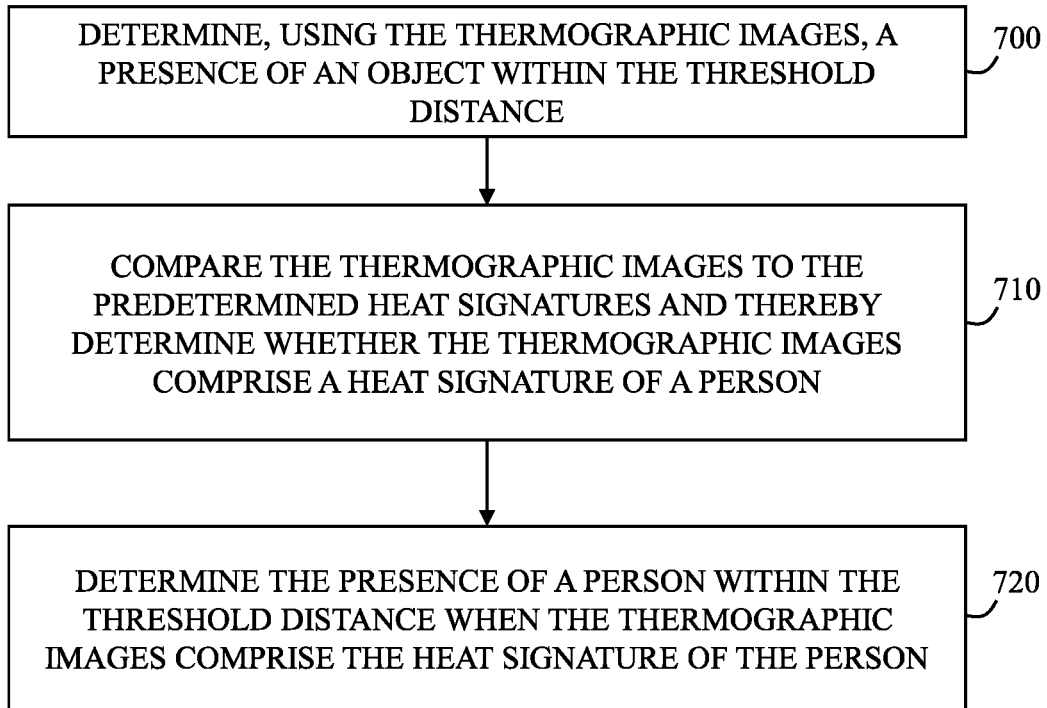 DETERMINE, USING THE THERMOGRAPHIC IMAGES, A
PRESENCE OF AN OBJECT WITHIN THE THRESHOLD
DISTANCE
700
COMPARE THE THERMOGRAPHIC IMAGES TO THE
PREDETERMINED HEAT SIGNATURES AND THEREBY
DETERMINE WHETHER THE THERMOGRAPHIC IMAGES
COMPRISE A HEAT SIGNATURE OF A PERSON
710
DETERMINE THE PRESENCE OF A PERSON WITHIN THE
THRESHOLD DISTANCE WHEN THE THERMOGRAPHIC
IMAGES COMPRISE THE HEAT SIGNATURE OF THE PERSON
720